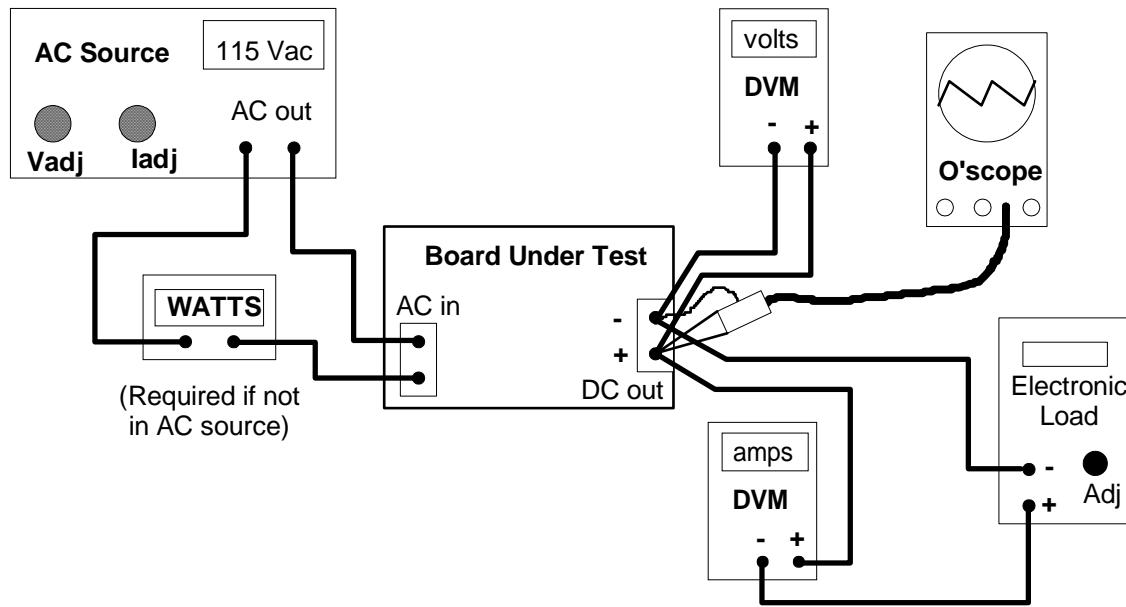 AC Source
115 Vac
AC out
Vadj
Iadj
volts
DVM
- +
O'scope
WATTS
(Required if not
in AC source)
Board Under Test
AC in
-
+
DC out
amps
DVM
- +
Electronic
Load
-
+
Adj